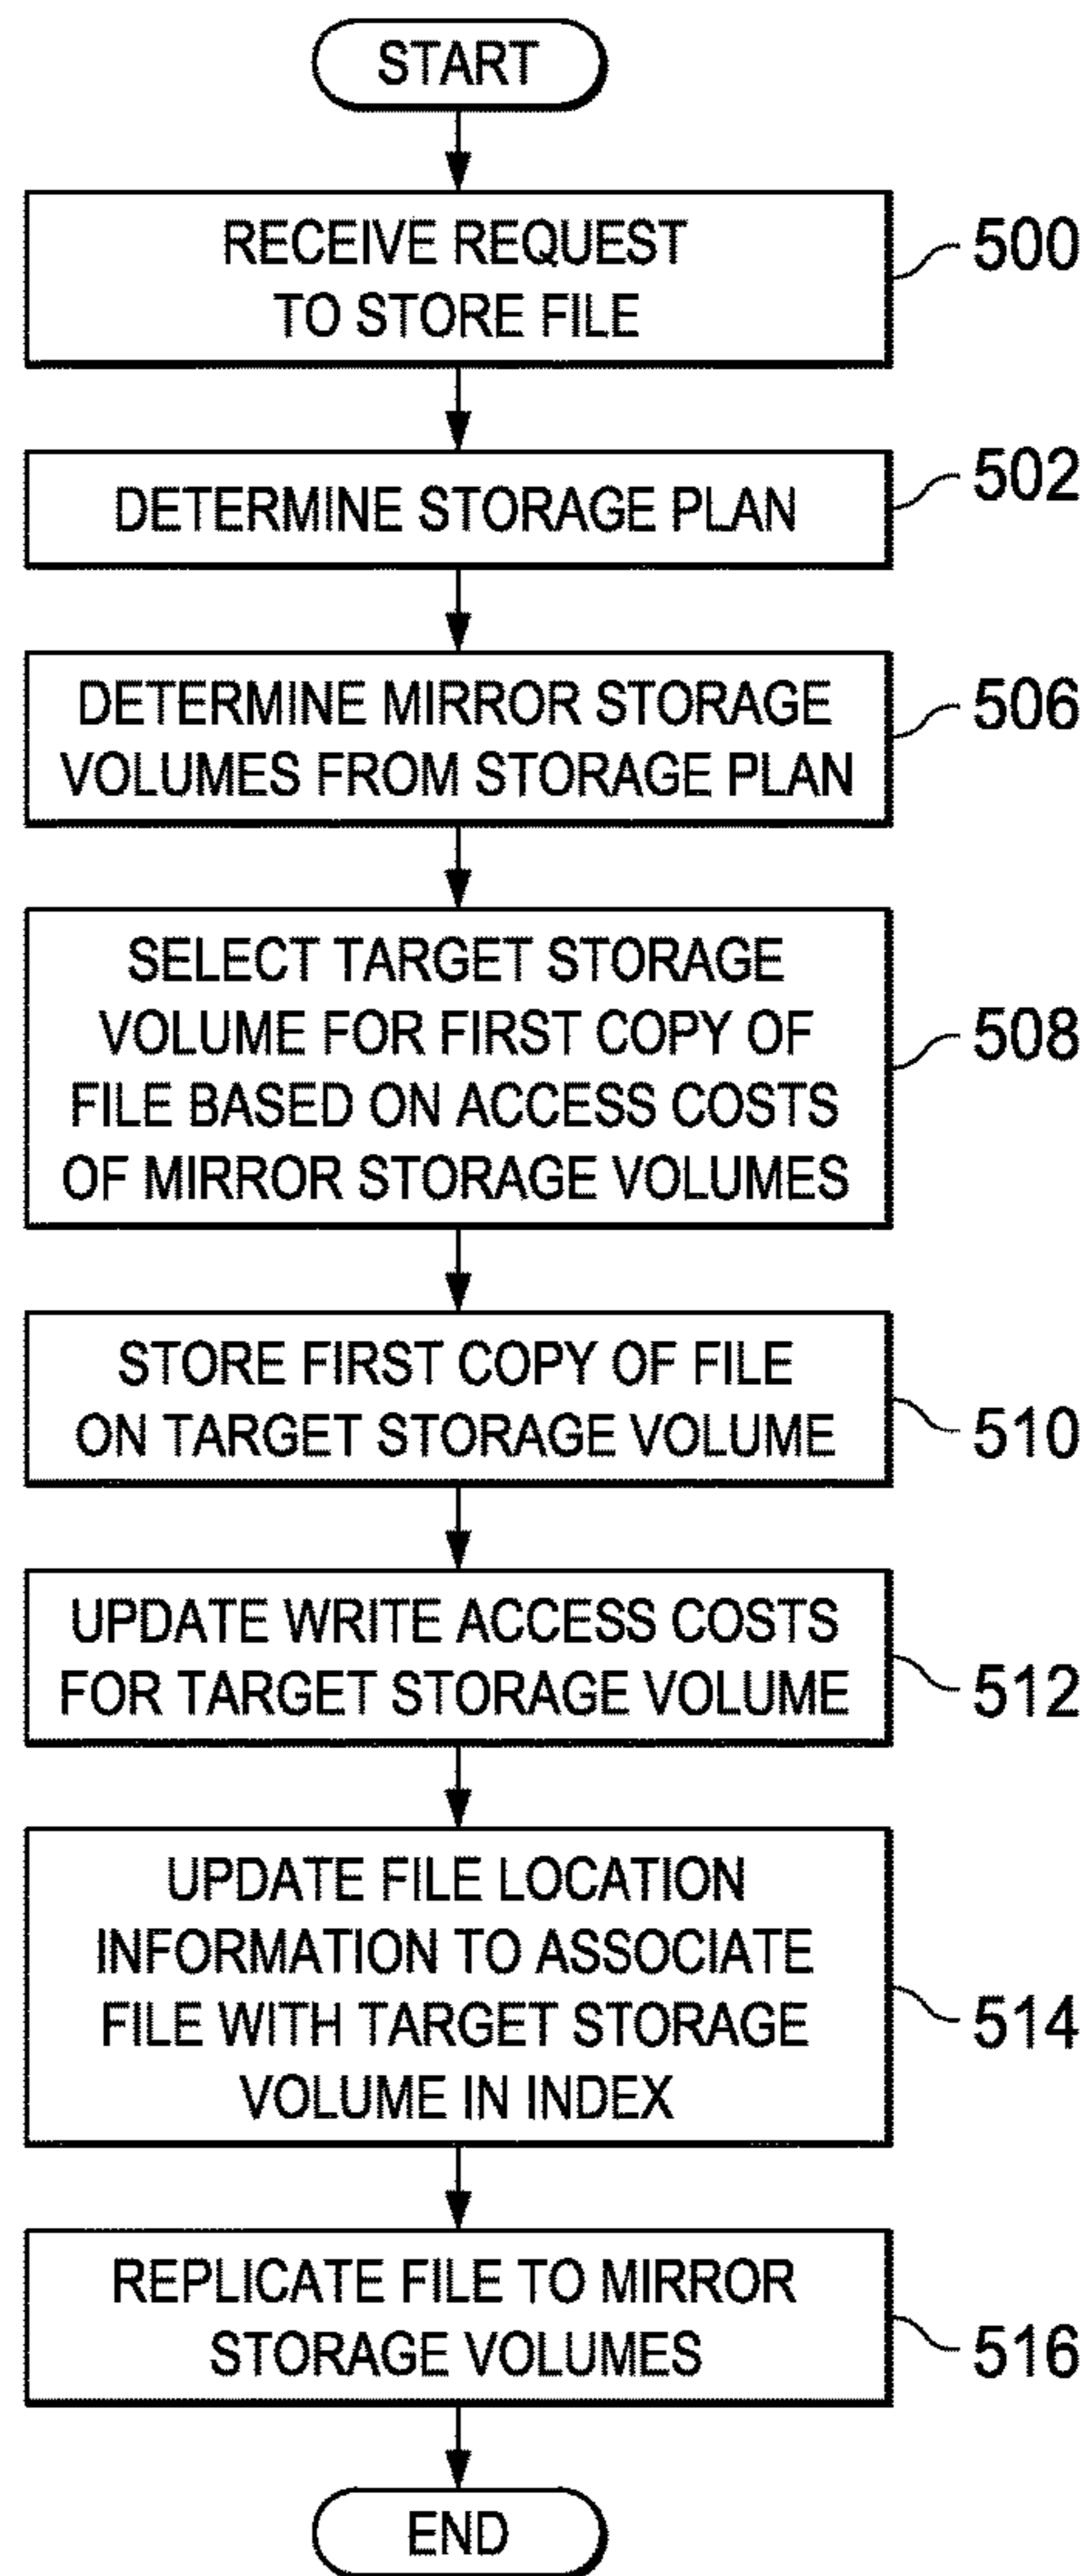 START
RECEIVE REQUEST
TO STORE FILE
500
DETERMINE STORAGE PLAN
502
DETERMINE MIRROR STORAGE
VOLUMES FROM STORAGE PLAN
506
SELECT TARGET STORAGE
VOLUME FOR FIRST COPY OF
FILE BASED ON ACCESS COSTS
OF MIRROR STORAGE VOLUMES
508
STORE FIRST COPY OF FILE
ON TARGET STORAGE VOLUME
510
UPDATE WRITE ACCESS COSTS
FOR TARGET STORAGE VOLUME
512
UPDATE FILE LOCATION
INFORMATION TO ASSOCIATE
FILE WITH TARGET STORAGE
VOLUME IN INDEX
514
REPLICATE FILE TO MIRROR
STORAGE VOLUMES
516
END